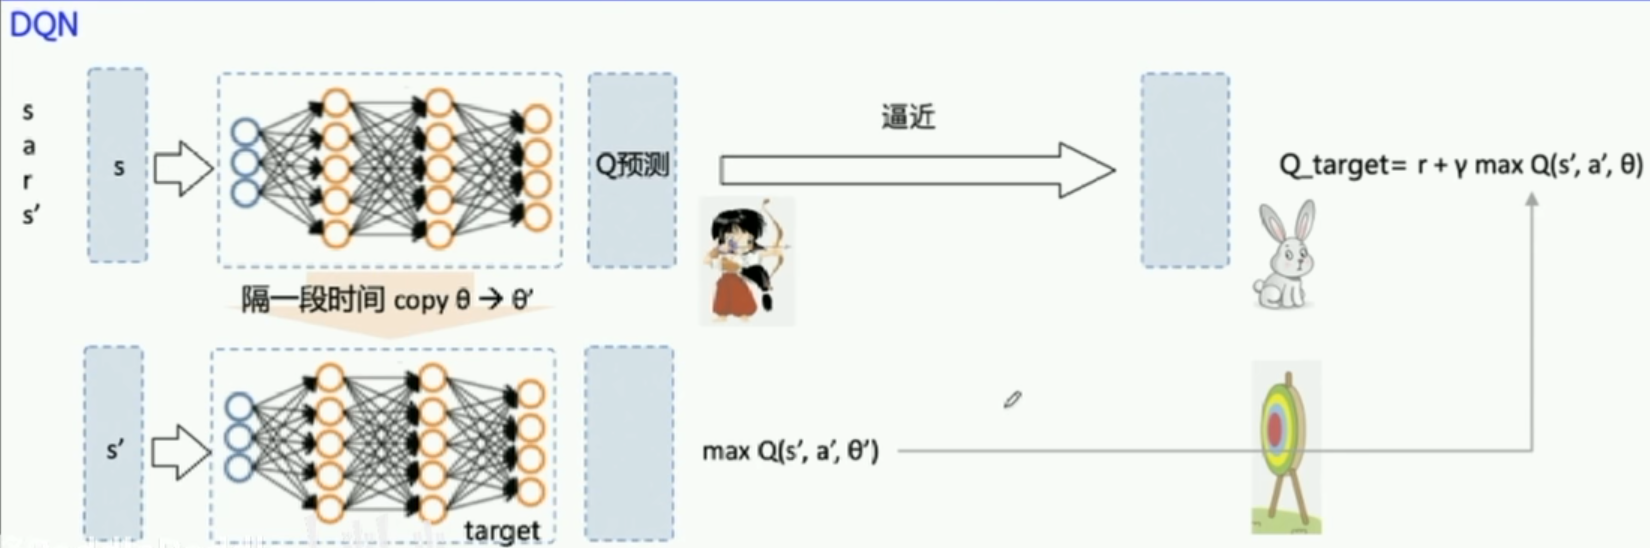 DQN
s
a
r
s'
s
Q预测
逼近
Q_target= r + γ max Q(s', a', θ)
隔一段时间 copy θ → θ'
s'
max Q(s', a', θ')
target